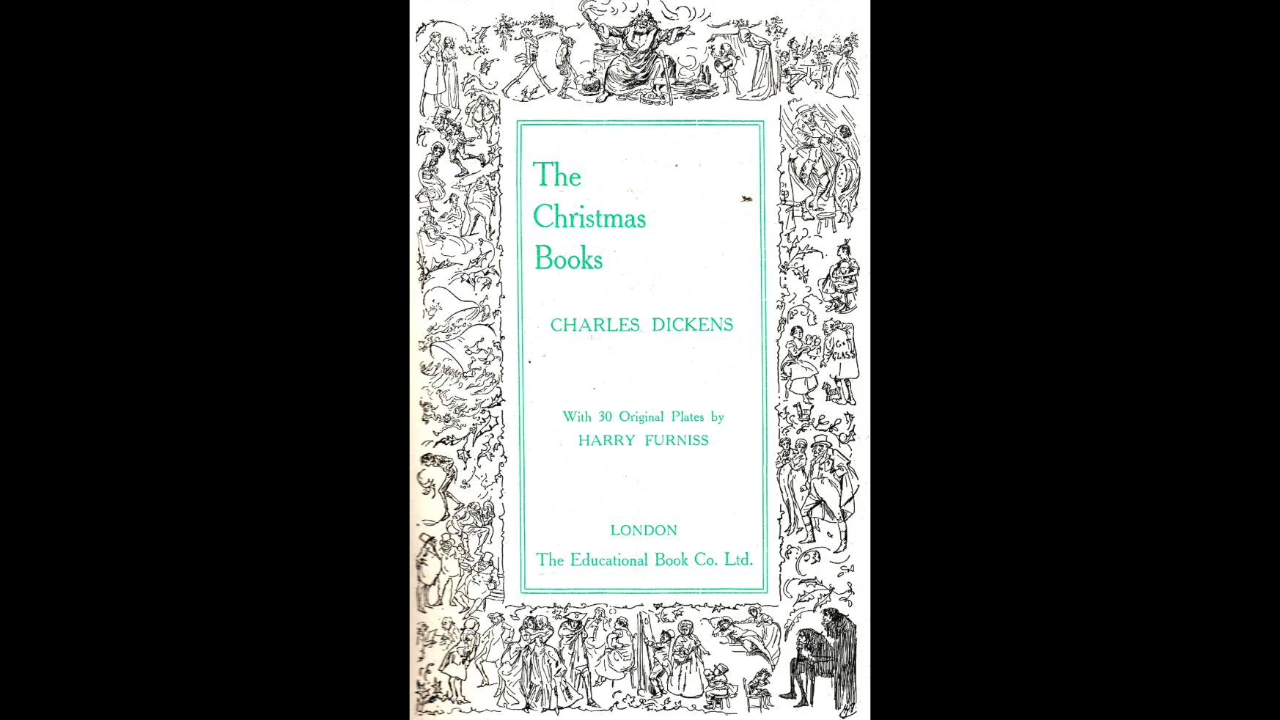 The
Christmas
Books
CHARLES DICKENS
With 30 Original Plates by
HARRY FURNISS
LONDON
The Educational Book Co. Ltd.